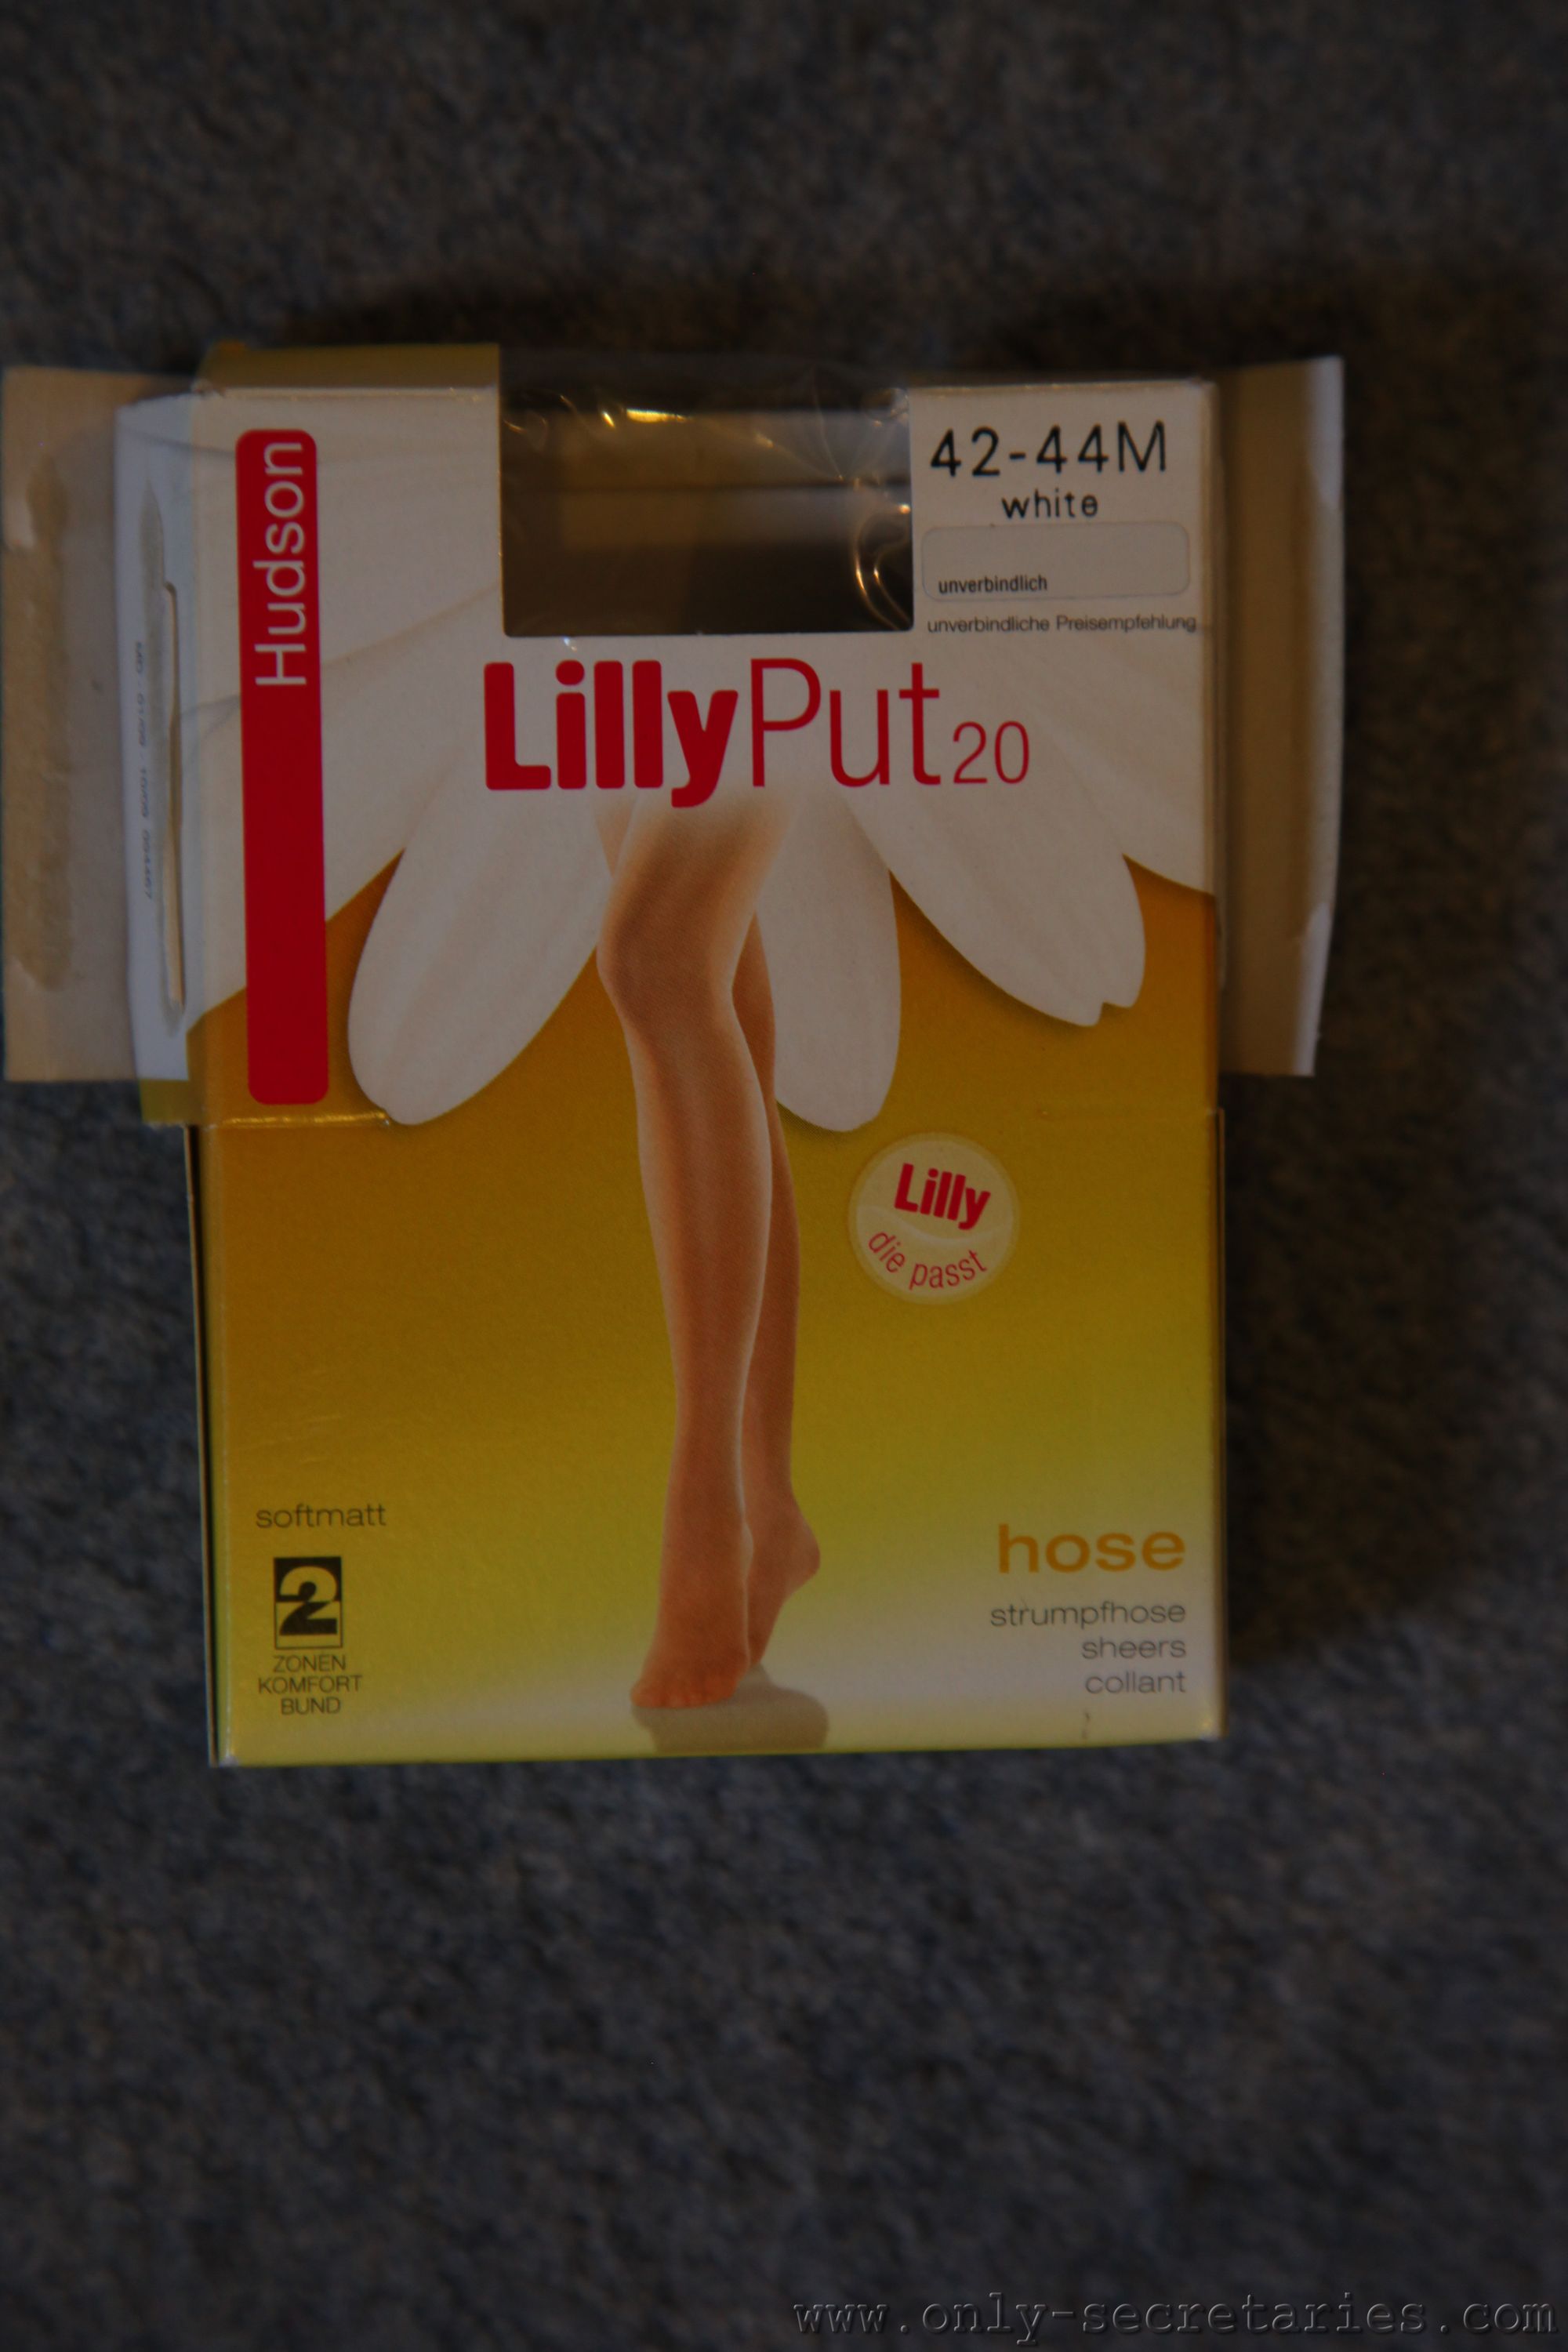 Hudson
42-44M
white
unverbindlich
unverbindliche Preisempfehlung
LillyPut20
Lilly
die passt
softmatt
2
ZONEN
KOMFORT
BUND
hose
strumpfhose
sheers
collant
www.only-secretaries.com